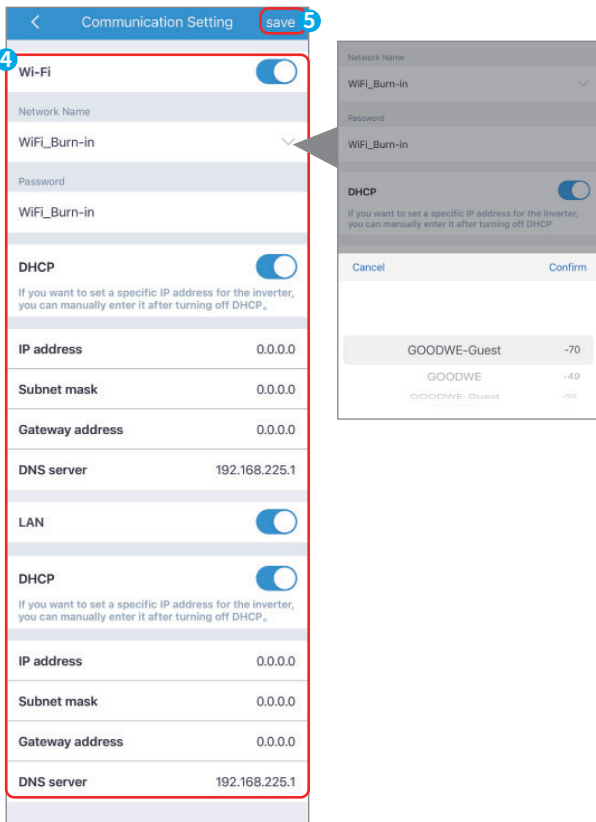 Communication Setting
save
5
4
Wi-Fi
Network Name
WiFi_Burn-in
Password
WiFi_Burn-in
DHCP
If you want to set a specific IP address for the inverter,
you can manually enter it after turning off DHCP。
IP address 0.0.0.0
Subnet mask 0.0.0.0
Gateway address 0.0.0.0
DNS server 192.168.225.1
LAN
DHCP
If you want to set a specific IP address for the inverter,
you can manually enter it after turning off DHCP。
IP address 0.0.0.0
Subnet mask 0.0.0.0
Gateway address 0.0.0.0
DNS server 192.168.225.1
Network Name
WiFi_Burn-in
Password
WiFi_Burn-in
DHCP
If you want to set a specific IP address for the inverter,
you can manually enter it after turning off DHCP
Cancel Confirm
GOODWE-Guest -70
GOODWE -49
GOODWE-Guest